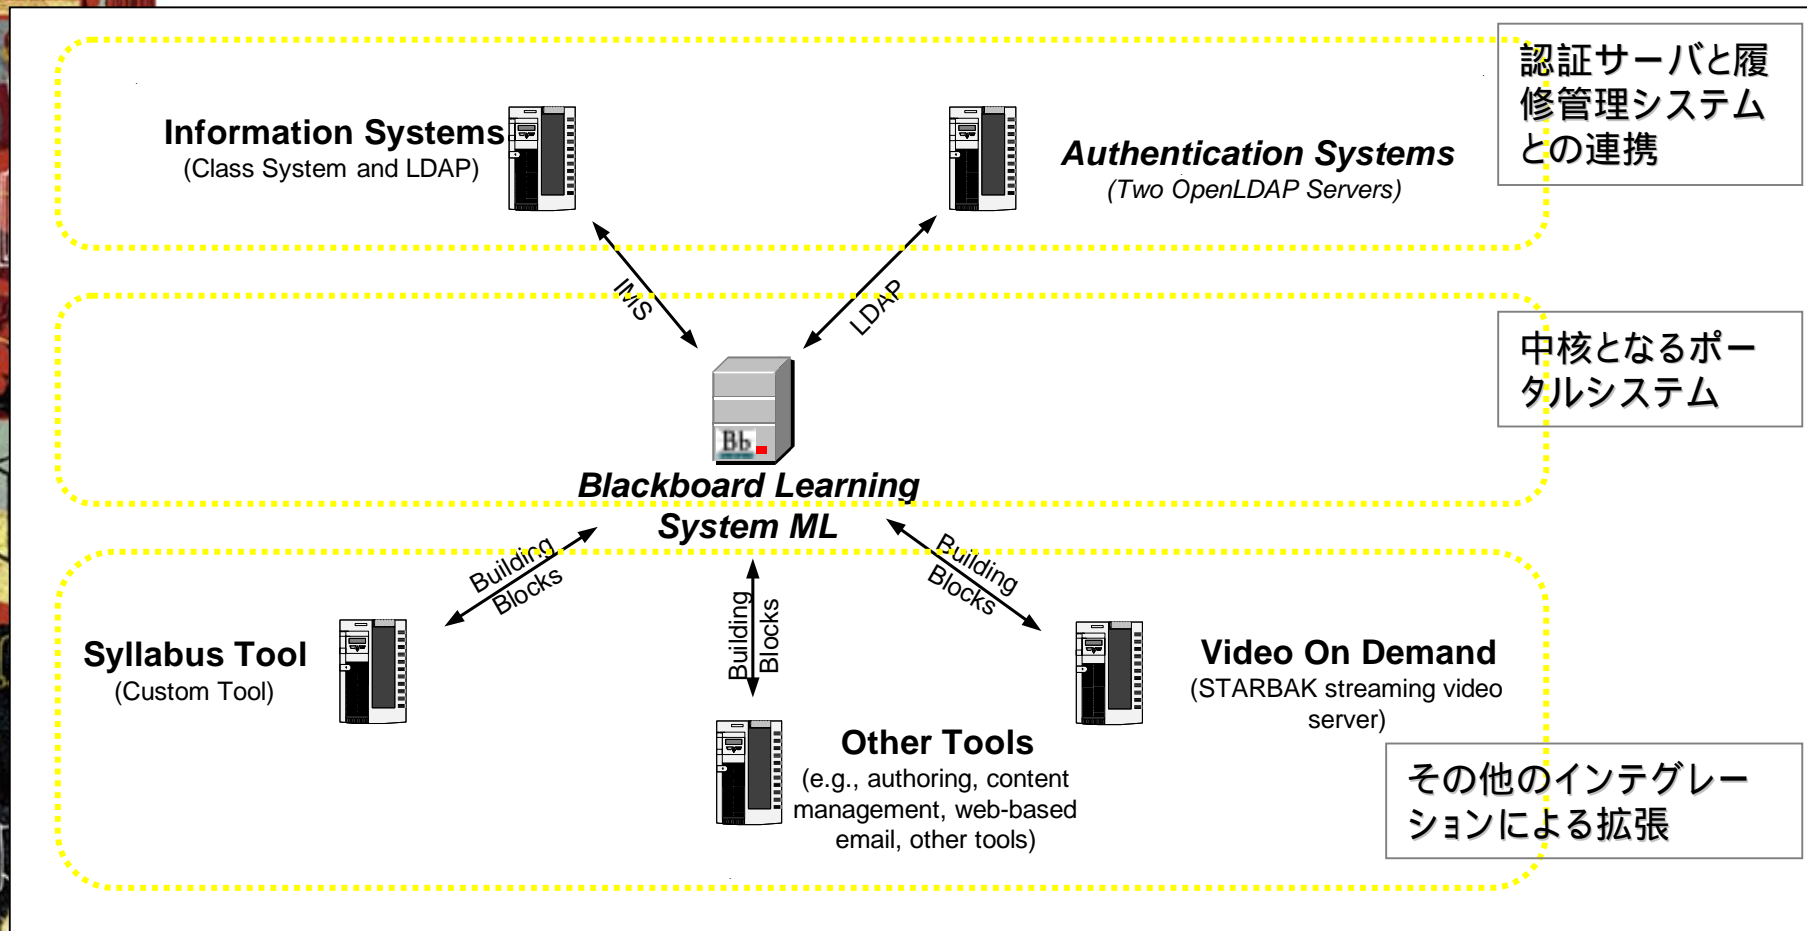 Information Systems
(Class System and LDAP)
Authentication Systems
(Two OpenLDAP Servers)
認証サーバと履
修管理システム
との連携
IMS
LDAP
中核となるポー
タルシステム
Bb
Blackboard Learning
System ML
Building
Blocks
Building
Blocks
Building
Blocks
Syllabus Tool
(Custom Tool)
Video On Demand
(STARBAK streaming video
server)
Other Tools
(e.g., authoring, content
management, web-based
email, other tools)
その他のインテグレー
ションによる拡張